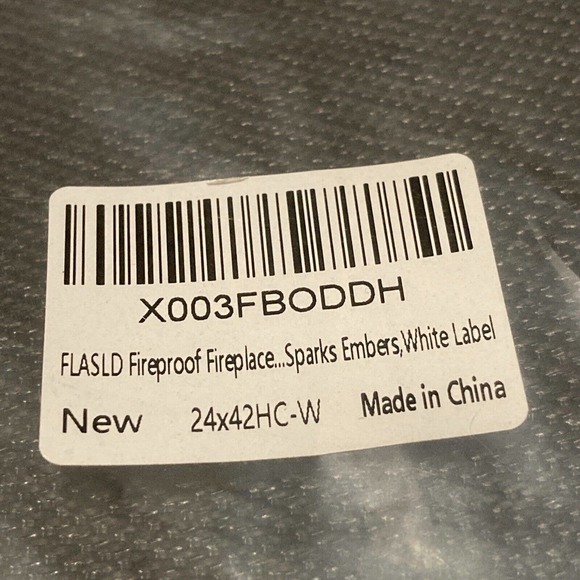 X003FBODDH
FLASLD Fireproof Fireplace...Sparks Embers,White Label
New 24x42HC-W Made in China